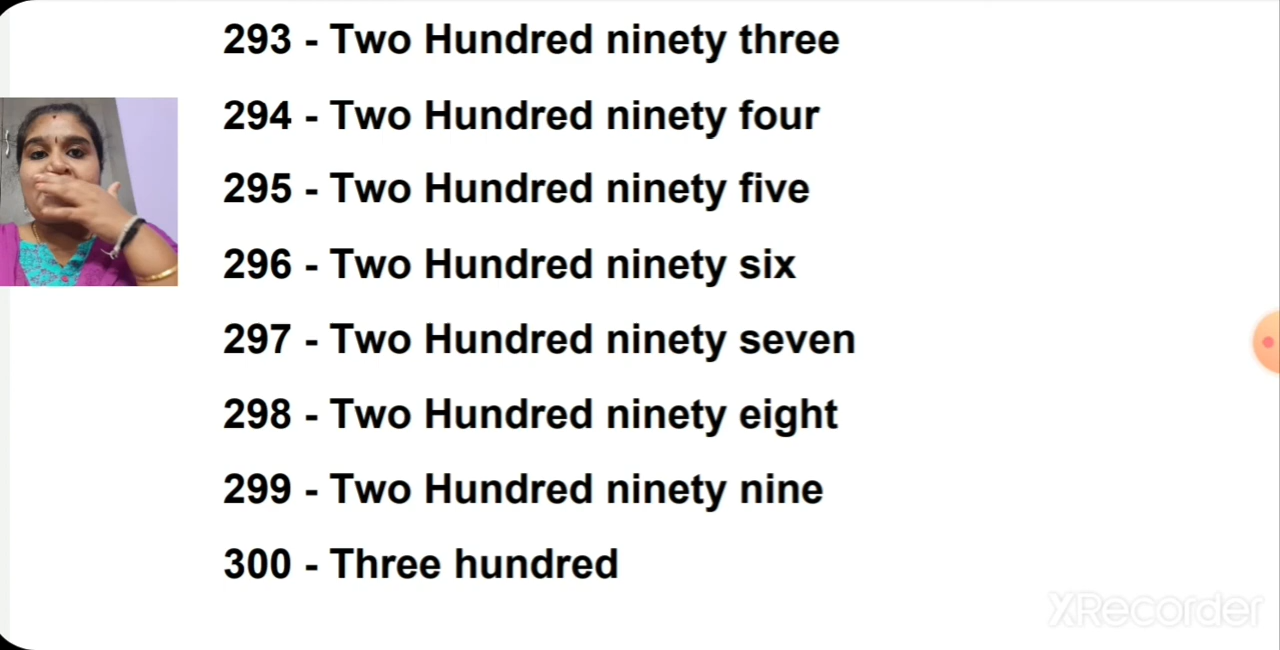 293 - Two Hundred ninety three
294 - Two Hundred ninety four
295 - Two Hundred ninety five
296 - Two Hundred ninety six
297 - Two Hundred ninety seven
298 - Two Hundred ninety eight
299 - Two Hundred ninety nine
300 - Three hundred
XRecorder